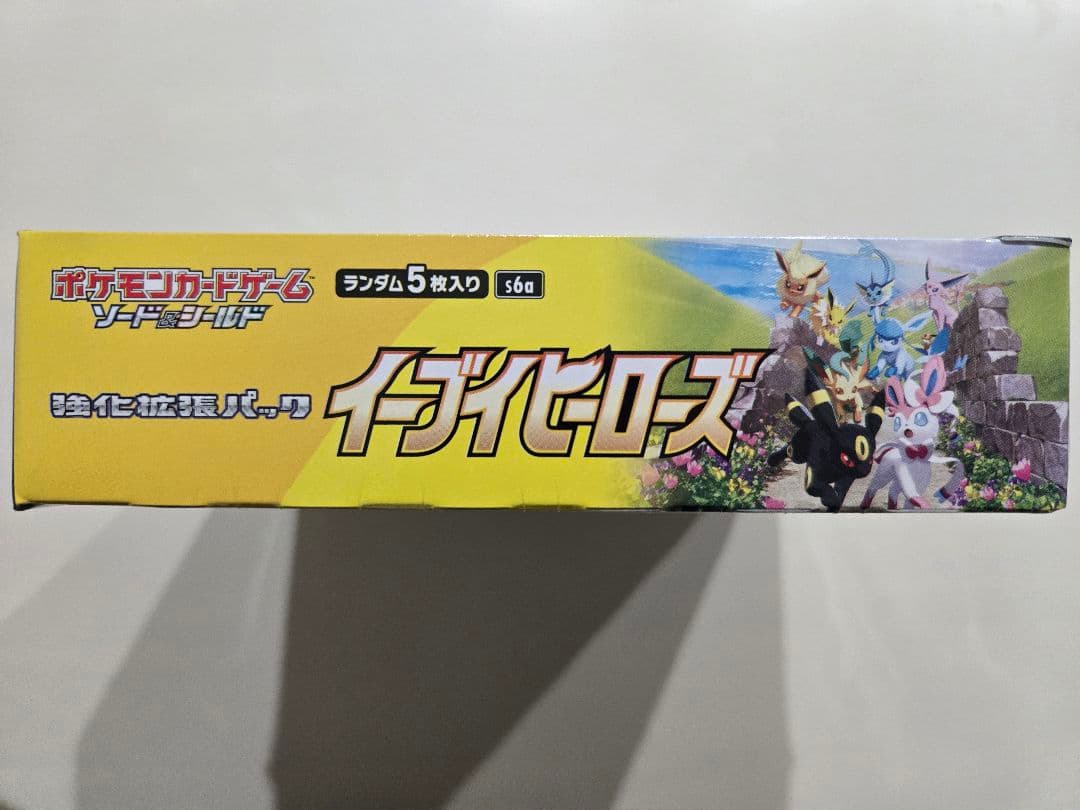 ポケモンカードゲーム™
ソード&シールド
ランダム5枚入り s6a
強化拡張パック
イーブイヒーローズ